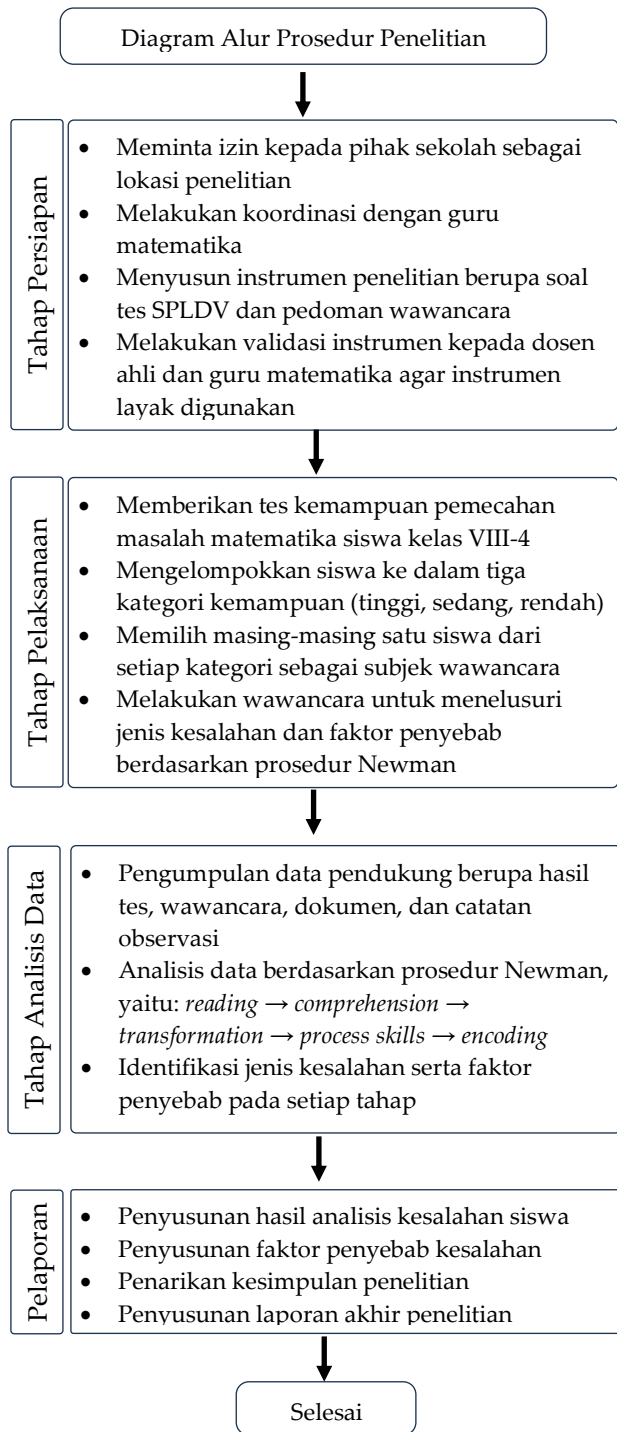 Diagram Alur Prosedur Penelitian
Tahap Persiapan
• Meminta izin kepada pihak sekolah sebagai
lokasi penelitian
• Melakukan koordinasi dengan guru
matematika
• Menyusun instrumen penelitian berupa soal
tes SPLDV dan pedoman wawancara
• Melakukan validasi instrumen kepada dosen
ahli dan guru matematika agar instrumen
layak digunakan
Tahap Pelaksanaan
• Memberikan tes kemampuan pemecahan
masalah matematika siswa kelas VIII-4
• Mengelompokkan siswa ke dalam tiga
kategori kemampuan (tinggi, sedang, rendah)
• Memilih masing-masing satu siswa dari
setiap kategori sebagai subjek wawancara
• Melakukan wawancara untuk menelusuri
jenis kesalahan dan faktor penyebab
berdasarkan prosedur Newman
Tahap Analisis Data
• Pengumpulan data pendukung berupa hasil
tes, wawancara, dokumen, dan catatan
observasi
• Analisis data berdasarkan prosedur Newman,
yaitu: reading → comprehension →
transformation → process skills → encoding
• Identifikasi jenis kesalahan serta faktor
penyebab pada setiap tahap
Pelaporan
• Penyusunan hasil analisis kesalahan siswa
• Penyusunan faktor penyebab kesalahan
• Penarikan kesimpulan penelitian
• Penyusunan laporan akhir penelitian
Selesai